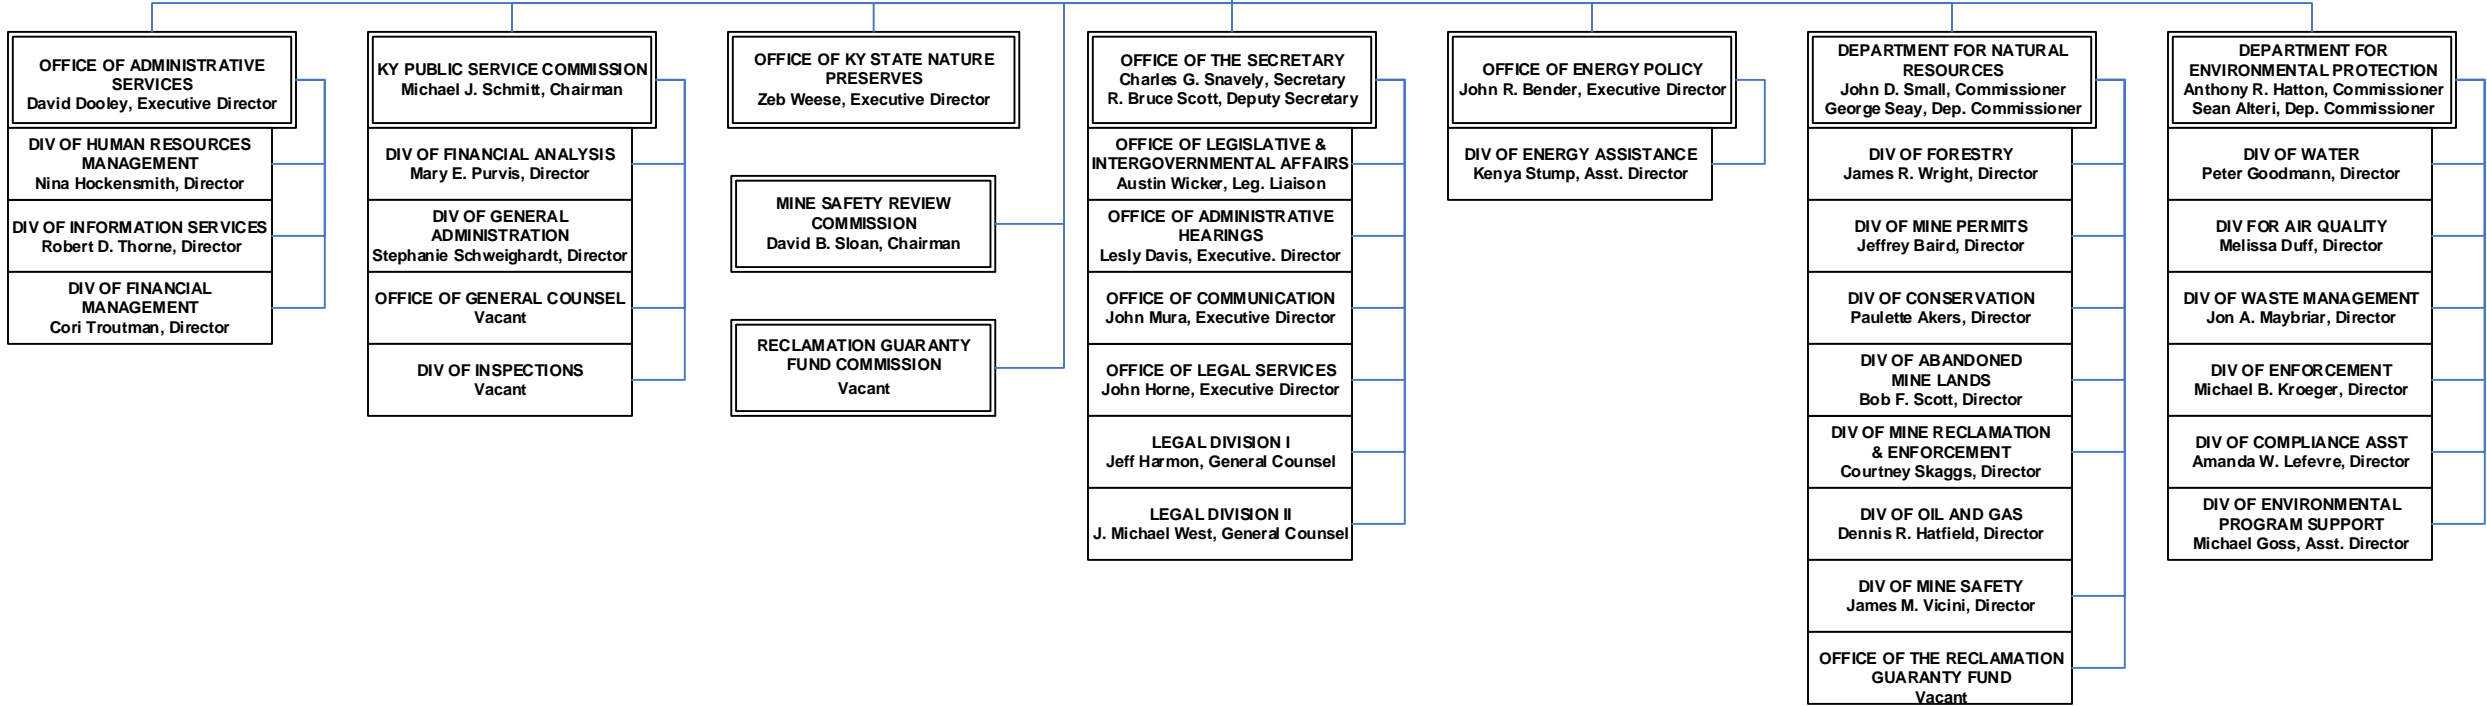 OFFICE OF ADMINISTRATIVE
SERVICES
David Dooley, Executive Director
DIV OF HUMAN RESOURCES
MANAGEMENT
Nina Hockensmith, Director
DIV OF INFORMATION SERVICES
Robert D. Thorne, Director
DIV OF FINANCIAL
MANAGEMENT
Cori Troutman, Director
KY PUBLIC SERVICE COMMISSION
Michael J. Schmitt, Chairman
DIV OF FINANCIAL ANALYSIS
Mary E. Purvis, Director
DIV OF GENERAL
ADMINISTRATION
Stephanie Schweighardt, Director
OFFICE OF GENERAL COUNSEL
Vacant
DIV OF INSPECTIONS
Vacant
OFFICE OF KY STATE NATURE
PRESERVES
Zeb Weese, Executive Director
MINE SAFETY REVIEW
COMMISSION
David B. Sloan, Chairman
RECLAMATION GUARANTY
FUND COMMISSION
Vacant
OFFICE OF THE SECRETARY
Charles G. Snavely, Secretary
R. Bruce Scott, Deputy Secretary
OFFICE OF LEGISLATIVE &
INTERGOVERNMENTAL AFFAIRS
Austin Wicker, Leg. Liaison
OFFICE OF ADMINISTRATIVE
HEARINGS
Lesly Davis, Executive. Director
OFFICE OF COMMUNICATION
John Mura, Executive Director
OFFICE OF LEGAL SERVICES
John Horne, Executive Director
LEGAL DIVISION I
Jeff Harmon, General Counsel
LEGAL DIVISION II
J. Michael West, General Counsel
OFFICE OF ENERGY POLICY
John R. Bender, Executive Director
DIV OF ENERGY ASSISTANCE
Kenya Stump, Asst. Director
DEPARTMENT FOR NATURAL
RESOURCES
John D. Small, Commissioner
George Seay, Dep. Commissioner
DIV OF FORESTRY
James R. Wright, Director
DIV OF MINE PERMITS
Jeffrey Baird, Director
DIV OF CONSERVATION
Paulette Akers, Director
DIV OF ABANDONED
MINE LANDS
Bob F. Scott, Director
DIV OF MINE RECLAMATION
& ENFORCEMENT
Courtney Skaggs, Director
DIV OF OIL AND GAS
Dennis R. Hatfield, Director
DIV OF MINE SAFETY
James M. Vicini, Director
OFFICE OF THE RECLAMATION
GUARANTY FUND
Vacant
DEPARTMENT FOR
ENVIRONMENTAL PROTECTION
Anthony R. Hatton, Commissioner
Sean Alteri, Dep. Commissioner
DIV OF WATER
Peter Goodmann, Director
DIV FOR AIR QUALITY
Melissa Duff, Director
DIV OF WASTE MANAGEMENT
Jon A. Maybriar, Director
DIV OF ENFORCEMENT
Michael B. Kroeger, Director
DIV OF COMPLIANCE ASST
Amanda W. Lefevre, Director
DIV OF ENVIRONMENTAL
PROGRAM SUPPORT
Michael Goss, Asst. Director